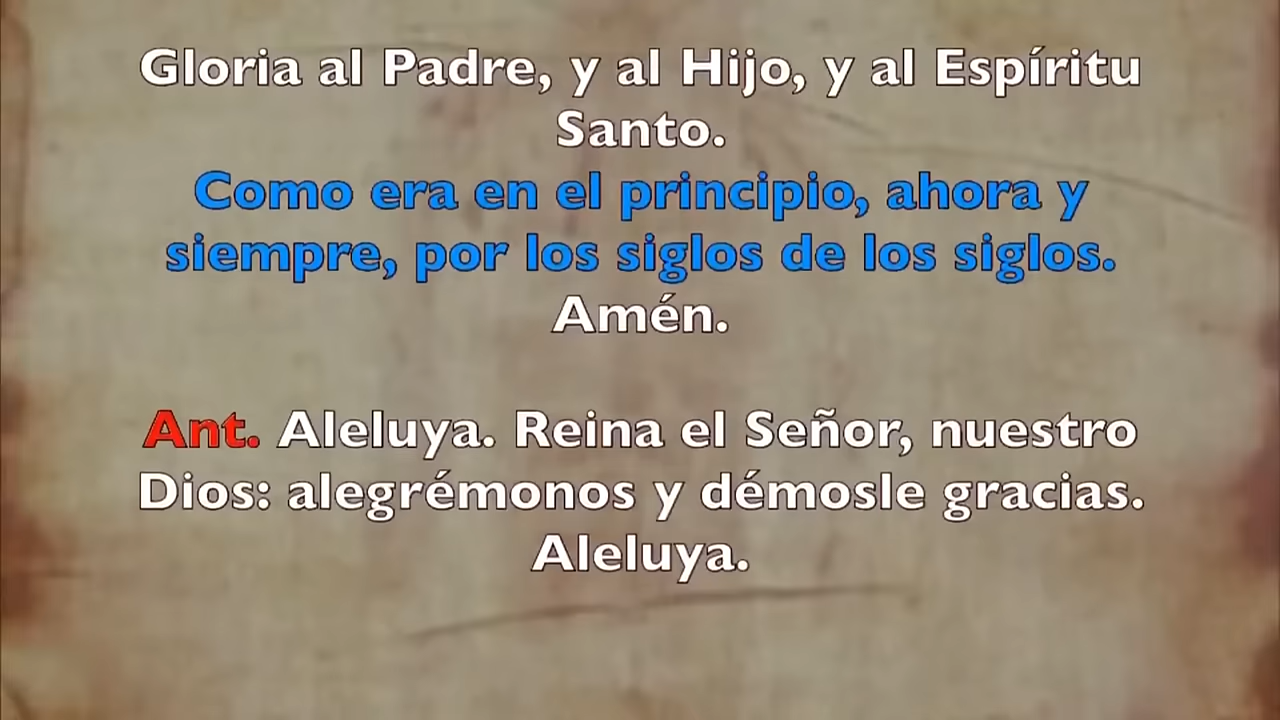 Gloria al Padre, y al Hijo, y al Espíritu
Santo.
Como era en el principio, ahora y
siempre, por los siglos de los siglos.
Amén.
Ant. Aleluya. Reina el Señor, nuestro
Dios: alegrémonos y démosle gracias.
Aleluya.